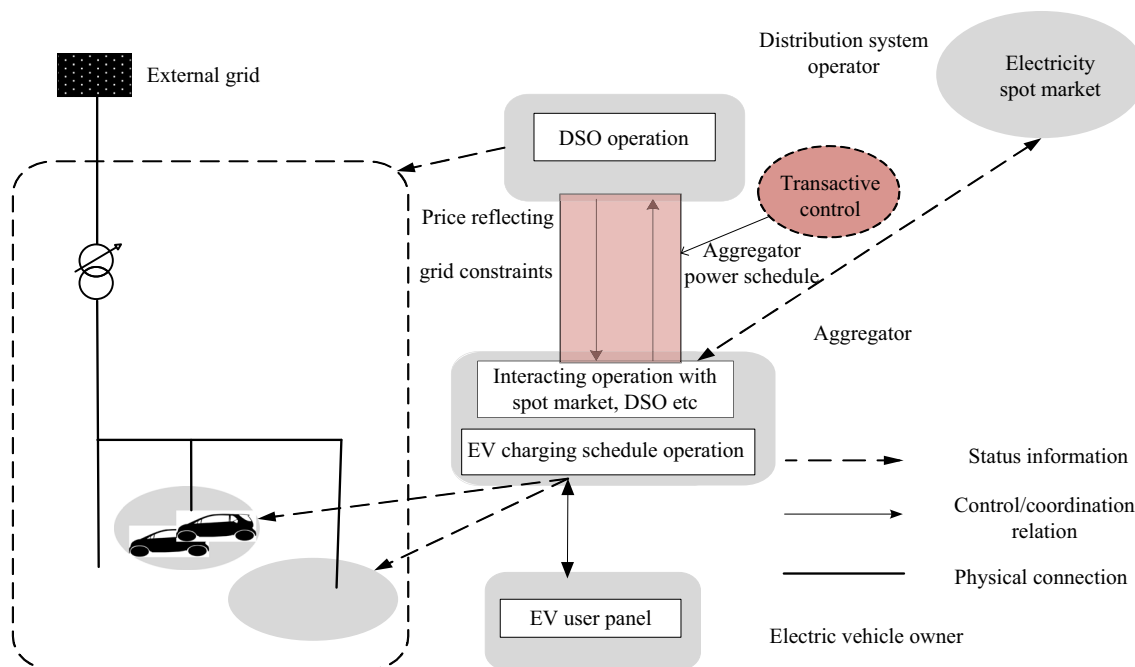 External grid
Distribution system
operator
Electricity
spot market
DSO operation
Transactive
control
Price reflecting
grid constraints
Aggregator
power schedule
Aggregator
Interacting operation with
spot market, DSO etc
EV charging schedule operation
Status information
Control/coordination
relation
Physical connection
EV user panel
Electric vehicle owner